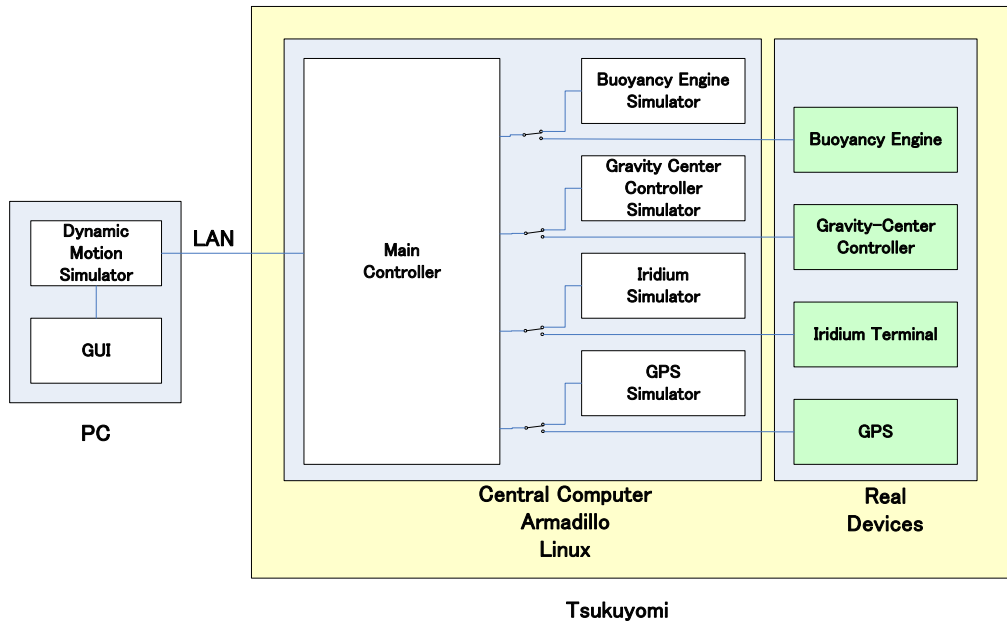 Dynamic
Motion
Simulator
GUI
PC
LAN
Main
Controller
Buoyancy Engine
Simulator
Gravity Center
Controller
Simulator
Iridium
Simulator
GPS
Simulator
Central Computer
Armadillo
Linux
Buoyancy Engine
Gravity-Center
Controller
Iridium Terminal
GPS
Real
Devices
Tsukuyomi